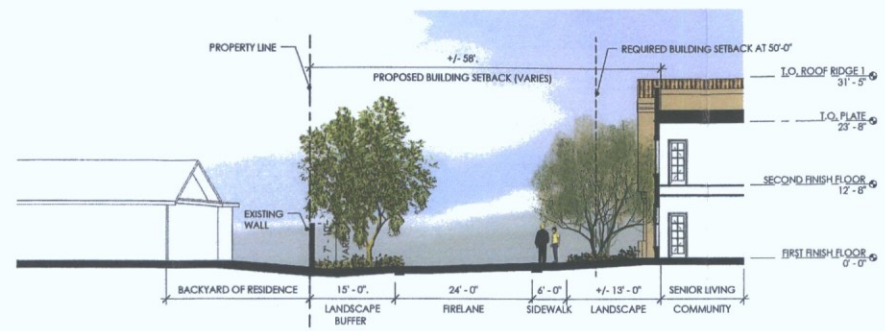 PROPERTY LINE
+/- 58'.
REQUIRED BUILDING SETBACK AT 50'-0"
PROPOSED BUILDING SETBACK (VARIES)
T.O. ROOF RIDGE 1
31' - 5"
T.O. PLATE
23' - 8"
SECOND FINISH FLOOR
12' - 8"
EXISTING
WALL
VARIES
FIRST FINISH FLOOR
0' - 0"
BACKYARD OF RESIDENCE
15' - 0".
24' - 0"
6' - 0"
+/- 13' - 0"
SENIOR LIVING
LANDSCAPE
BUFFER
FIRELANE
SIDEWALK
LANDSCAPE
COMMUNITY